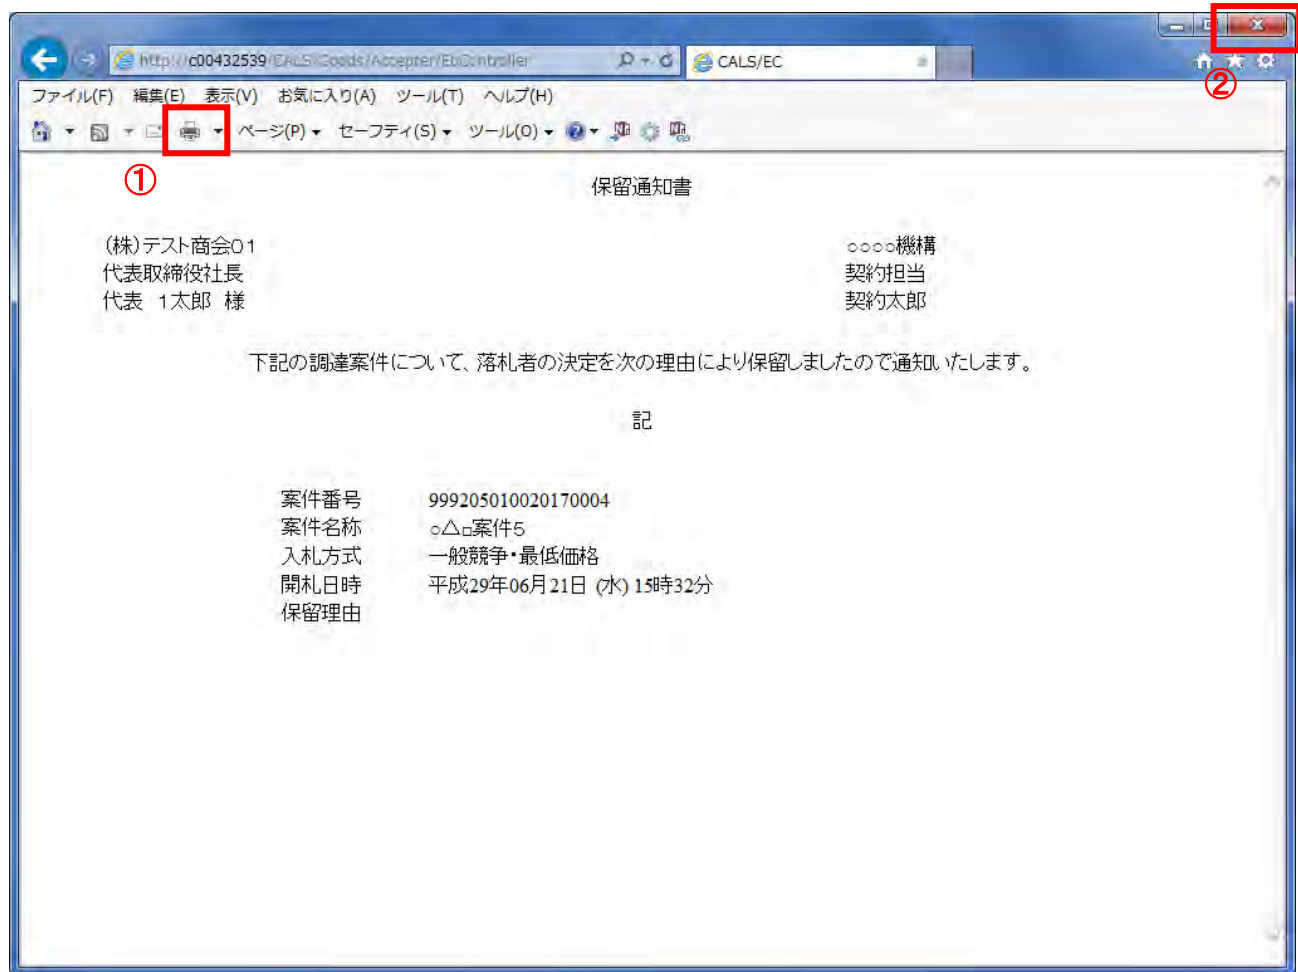 ②
http://c00432539/CALS/Goods/Accepter/EbController
CALS/EC
ファイル(F) 編集(E) 表示(V) お気に入り(A) ツール(T) ヘルプ(H)
ページ(P) セーフティ(S) ツール(O)
①
保留通知書
(株)テスト商会01
代表取締役社長
代表 1太郎 様
○○○○機構
契約担当
契約太郎
下記の調達案件について、落札者の決定を次の理由により保留しましたので通知いたします。
記
案件番号 999205010020170004
案件名称 ○△□案件5
入札方式 一般競争・最低価格
開札日時 平成29年06月21日 (水) 15時32分
保留理由